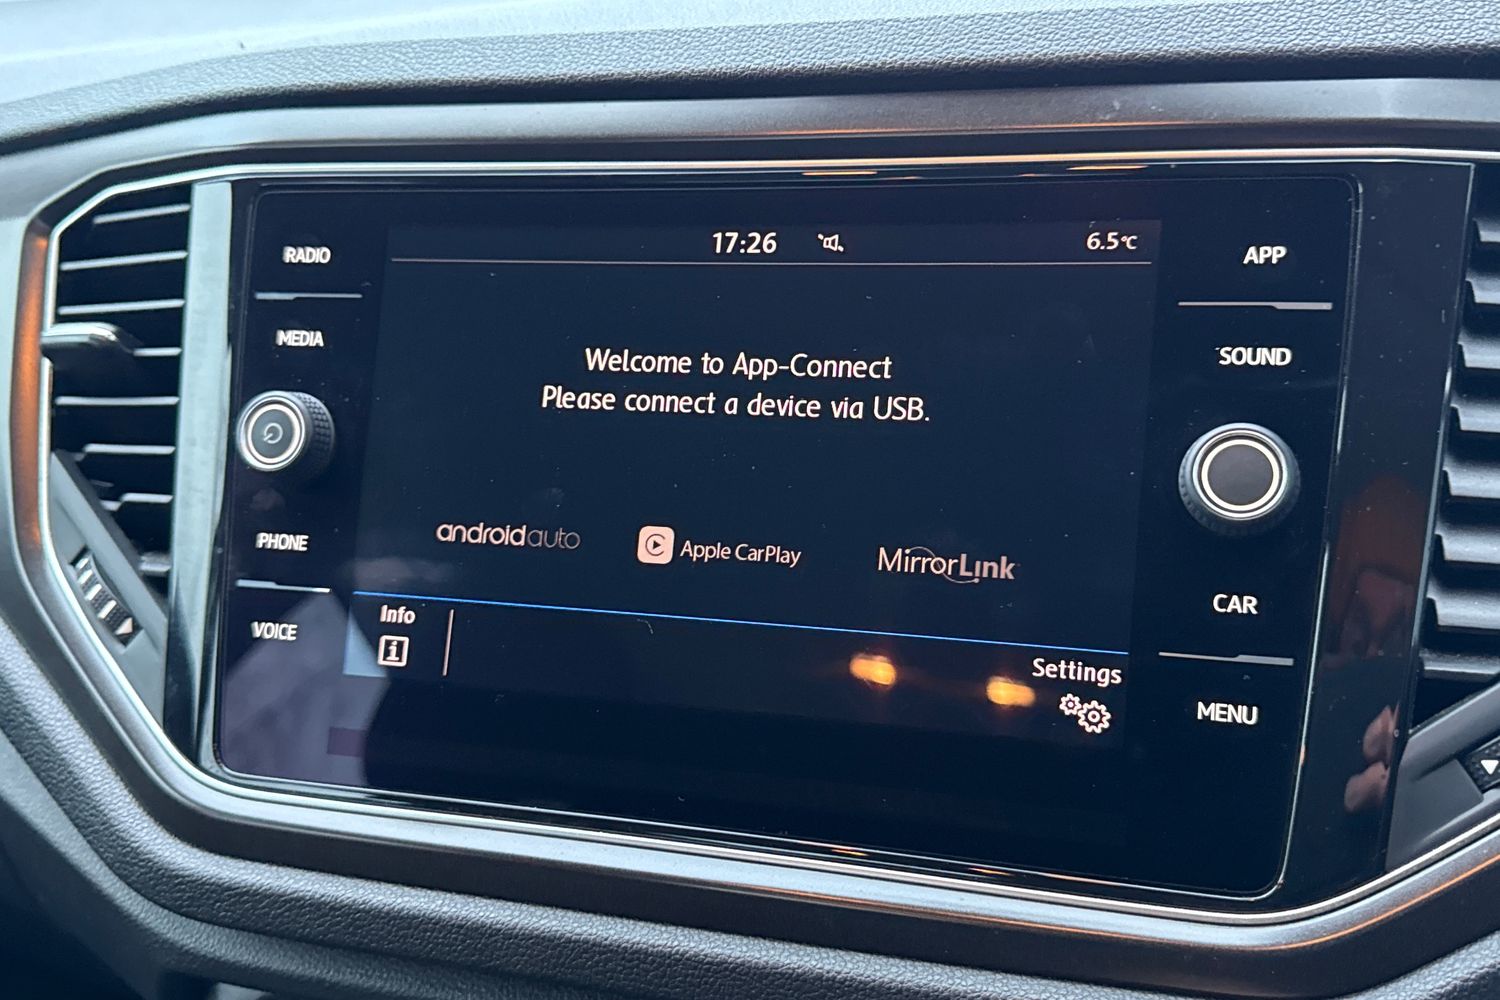 RADIO
MEDIA
PHONE
VOICE
17:26
6.5°C
Welcome to App-Connect
Please connect a device via USB.
androidauto
Apple CarPlay
MirrorLink
Info
i
Settings
APP
SOUND
CAR
MENU